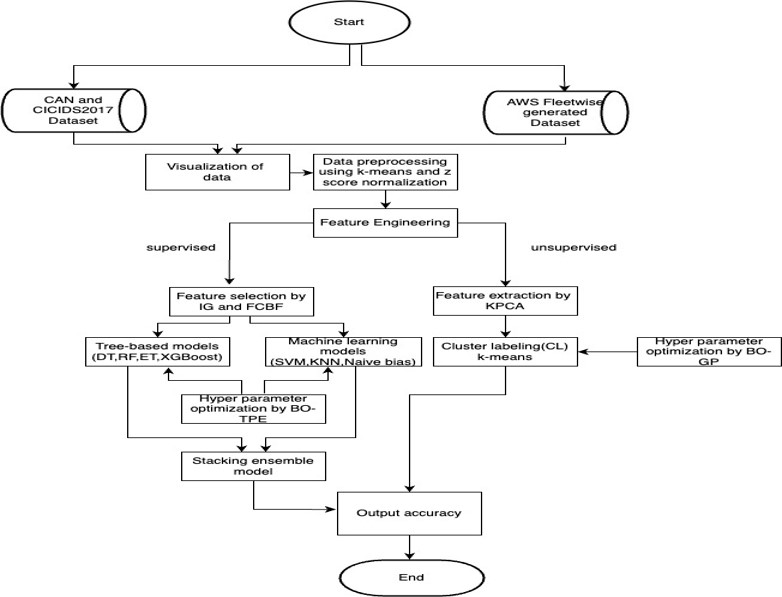 Start
CAN and
CICIDS2017
Dataset
AWS Fleetwise
generated
Dataset
Visualization of
data
Data preprocessing
using k-means and z
score normalization
Feature Engineering
supervised
unsupervised
Feature selection by
IG and FCBF
Feature extraction by
KPCA
Tree-based models
(DT,RF,ET,XGBoost)
Machine learning
models
(SVM,KNN,Naive bias)
Cluster labeling(CL)
k-means
Hyper parameter
optimization by BO-
GP
Hyper parameter
optimization by BO-
TPE
Stacking ensemble
model
Output accuracy
End